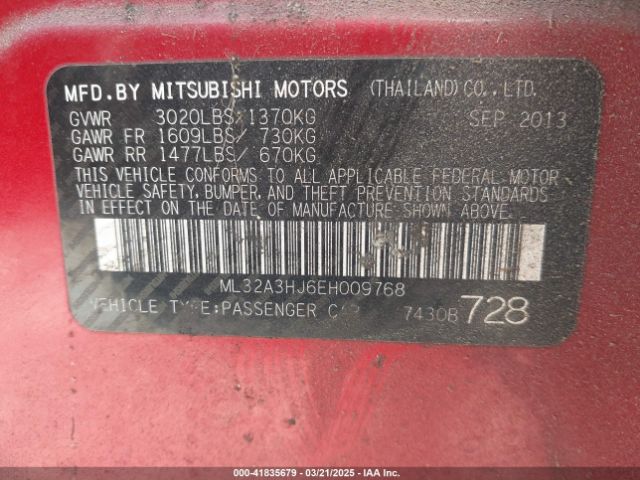 MFD.BY MITSUBISHI MOTORS (THAILAND)CO.,LTD.
GVWR 3020LBS/1370KG SEP 2013
GAWR FR 1609LBS/ 730KG
GAWR RR 1477LBS/ 670KG
THIS VEHICLE CONFORMS TO ALL APPLICABLE FEDERAL MOTOR
VEHICLE SAFETY, BUMPER, AND THEFT PREVENTION STANDARDS
IN EFFECT ON THE DATE OF MANUFACTURE SHOWN ABOVE.
ML32A3HJ6EH009768
VEHICLE TYPE:PASSENGER CAR 7430B 728
000-41835679 — 03/21/2025 — IAA Inc.